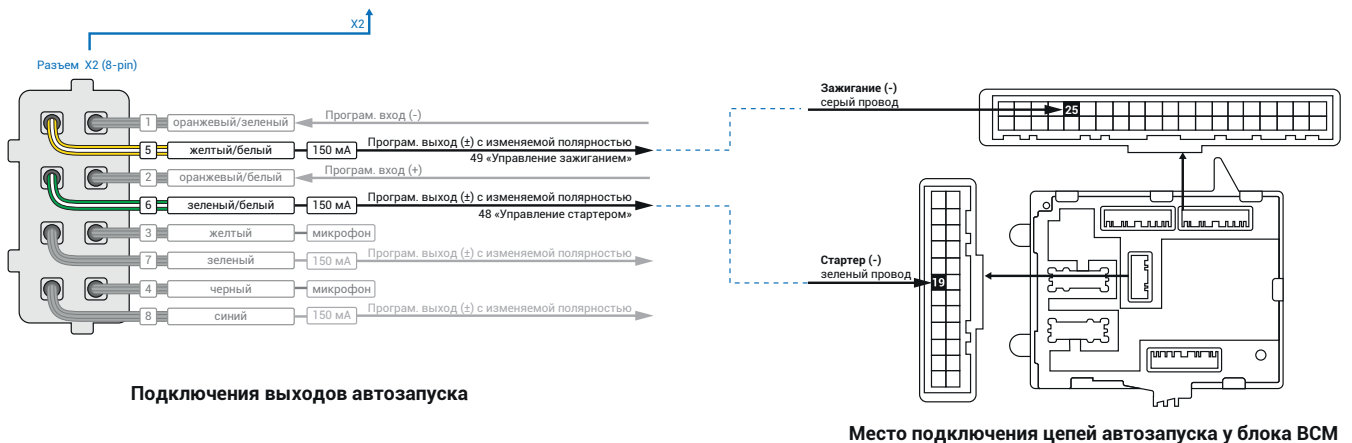 X2
Разъем X2 (8-pin)
1 оранжевый/зеленый Програм. вход (-)
5 желтый/белый 150 мА Програм. выход (±) с изменяемой полярностью
49 «Управление зажиганием»
2 оранжевый/белый Програм. вход (+)
6 зеленый/белый 150 мА Програм. выход (±) с изменяемой полярностью
48 «Управление стартером»
3 желтый микрофон
7 зеленый 150 мА Програм. выход (±) с изменяемой полярностью
4 черный микрофон
8 синий 150 мА Програм. выход (±) с изменяемой полярностью
Подключения выходов автозапуска
Зажигание (-)
серый провод
25
Стартер (-)
зеленый провод
19
Место подключения цепей автозапуска у блока BCM